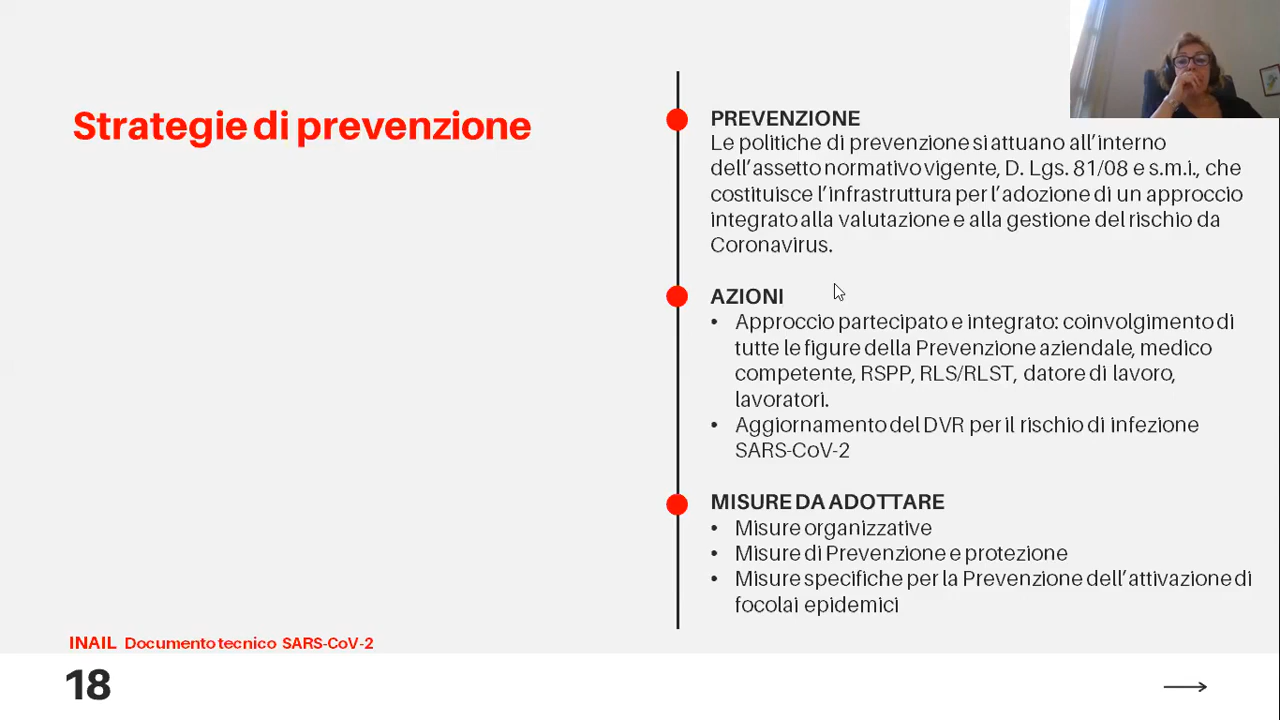 Strategie di prevenzione
PREVENZIONE
Le politiche di prevenzione si attuano all'interno
dell'assetto normativo vigente, D. Lgs. 81/08 e s.m.i., che
costituisce l'infrastruttura per l'adozione di un approccio
integrato alla valutazione e alla gestione del rischio da
Coronavirus.
AZIONI
• Approccio partecipato e integrato: coinvolgimento di
tutte le figure della Prevenzione aziendale, medico
competente, RSPP, RLS/RLST, datore di lavoro,
lavoratori.
• Aggiornamento del DVR per il rischio di infezione
SARS-CoV-2
MISURE DA ADOTTARE
• Misure organizzative
• Misure di Prevenzione e protezione
• Misure specifiche per la Prevenzione dell'attivazione di
focolai epidemici
INAIL Documento tecnico SARS-CoV-2
18